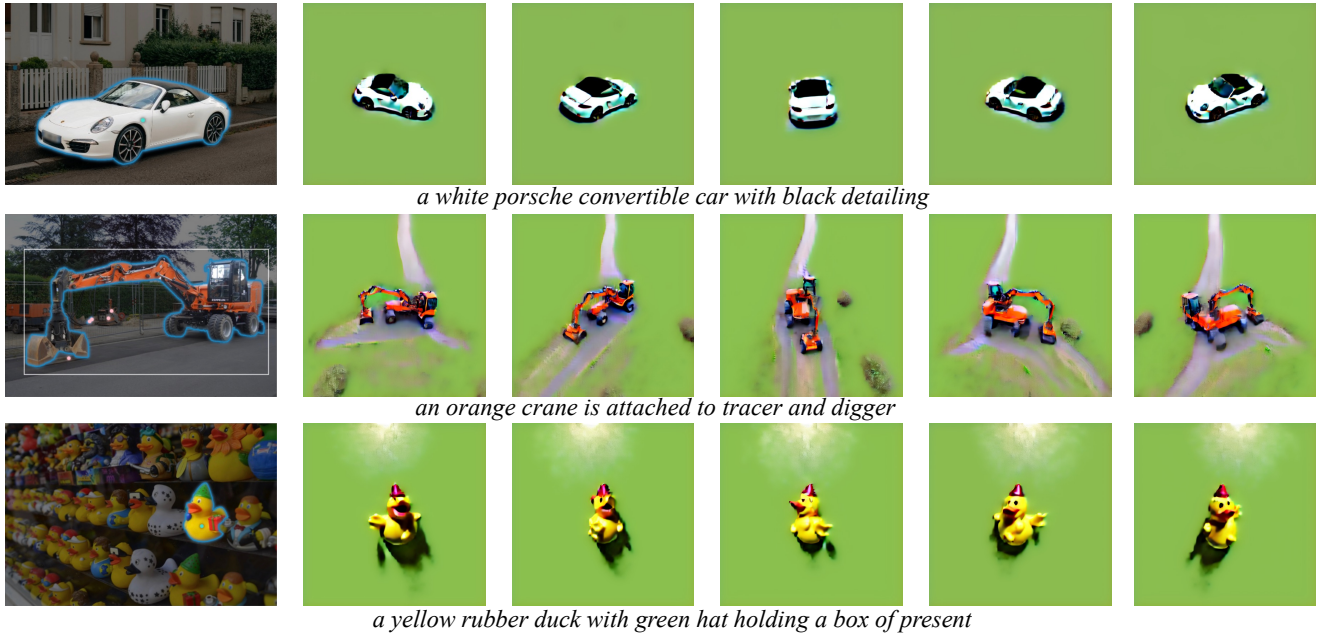 a white porsche convertible car with black detailing
an orange crane is attached to tracer and digger
a yellow rubber duck with green hat holding a box of present